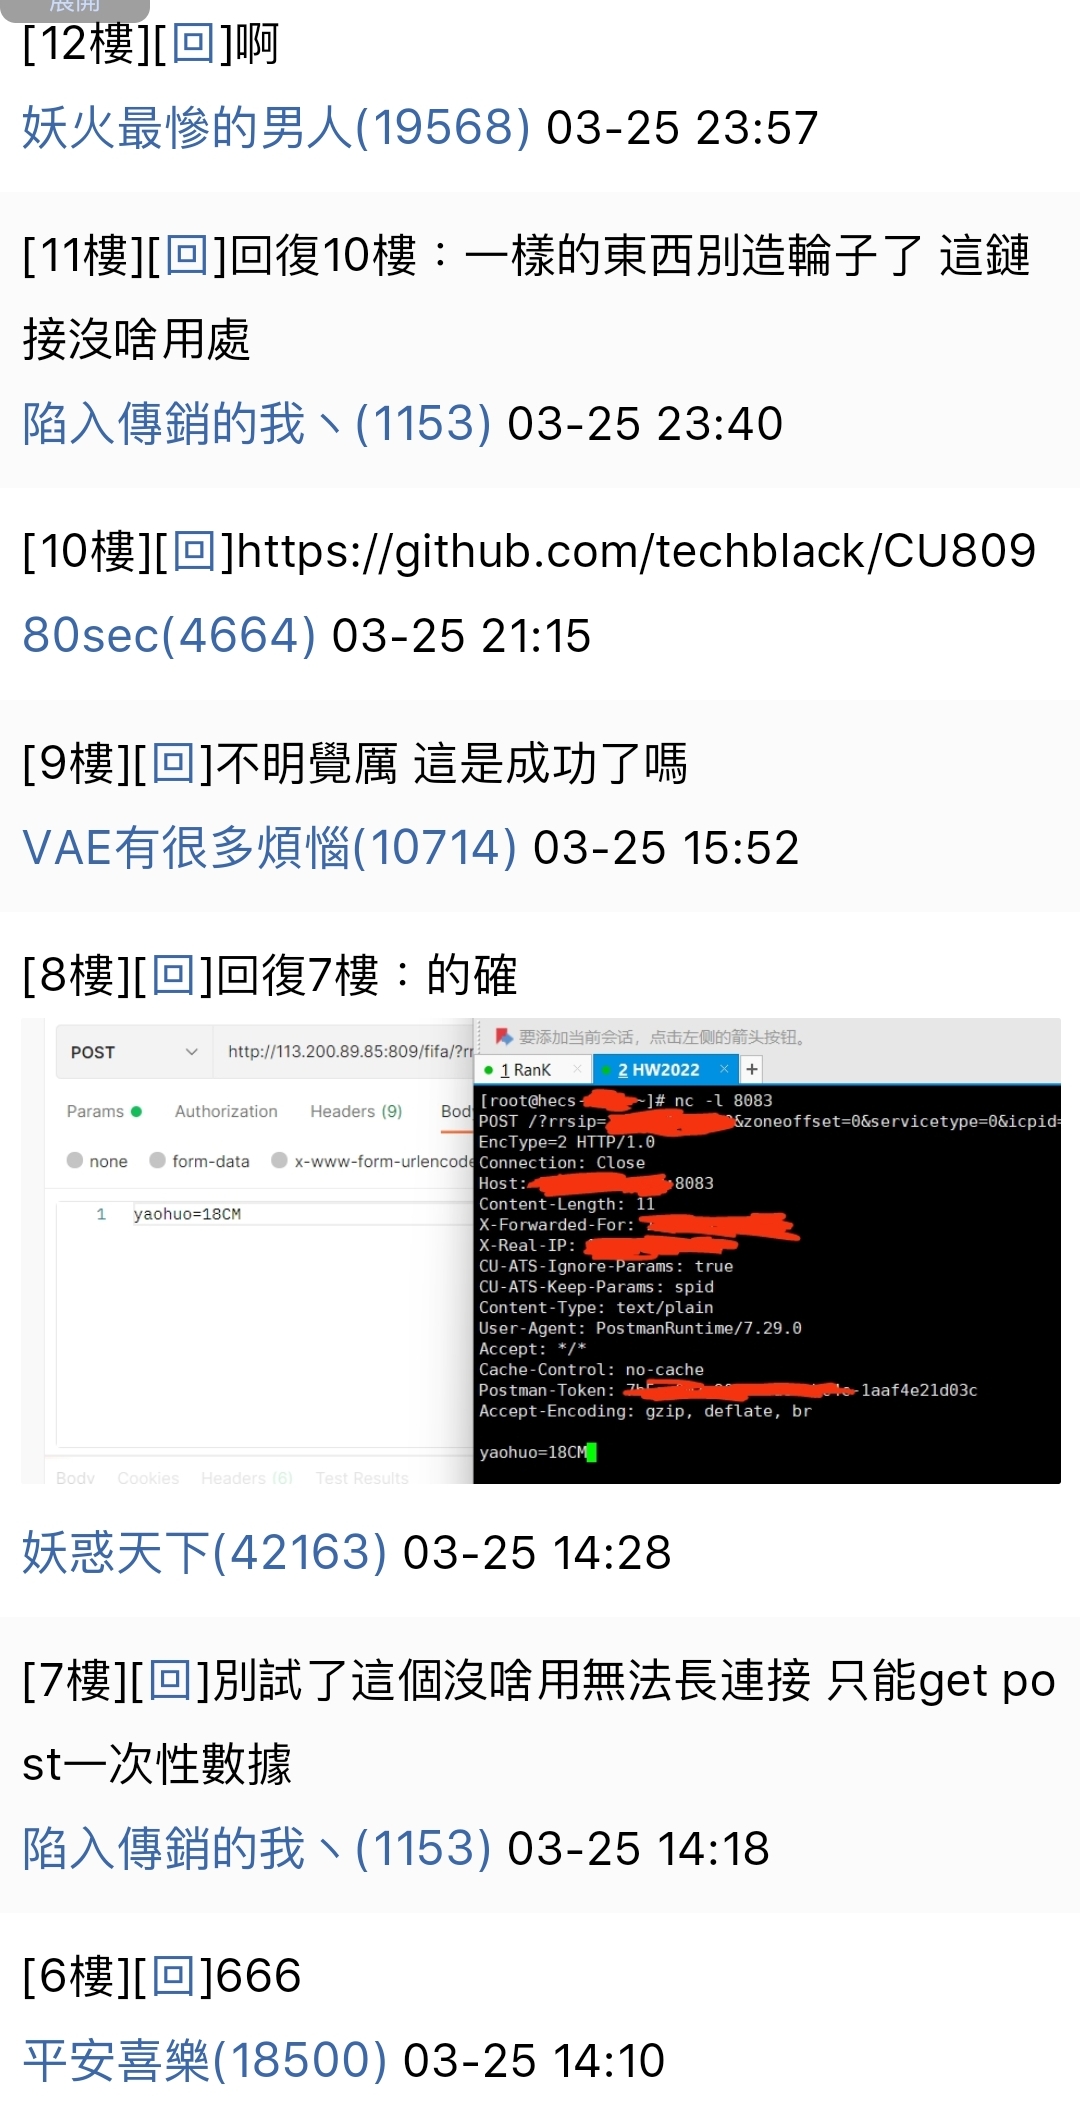 展開
[12樓][回]啊
妖火最慘的男人(19568) 03-25 23:57
[11樓][回]回復10樓：一樣的東西別造輪子了 這鏈
接沒啥用處
陷入傳銷的我丶(1153) 03-25 23:40
[10樓][回]https://github.com/techblack/CU809
80sec(4664) 03-25 21:15
[9樓][回]不明覺厲 這是成功了嗎
VAE有很多煩惱(10714) 03-25 15:52
[8樓][回]回復7樓：的確
POST http://113.200.89.85:809/fifa/?rr
Params Authorization Headers (9) Bod
none form-data x-www-form-urlencode
1 yaohuo=18CM
Body Cookies Headers (6) Test Results
要添加当前会话，点击左侧的箭头按钮。
1 RanK × 2 HW2022 × +
[root@hecs- ~]# nc -l 8083
POST /?rrsip= &zoneoffset=0&servicetype=0&icpid=
EncType=2 HTTP/1.0
Connection: Close
Host: :8083
Content-Length: 11
X-Forwarded-For:
X-Real-IP:
CU-ATS-Ignore-Params: true
CU-ATS-Keep-Params: spid
Content-Type: text/plain
User-Agent: PostmanRuntime/7.29.0
Accept: */*
Cache-Control: no-cache
Postman-Token: -1aaf4e21d03c
Accept-Encoding: gzip, deflate, br
yaohuo=18CM
妖惑天下(42163) 03-25 14:28
[7樓][回]別試了這個沒啥用無法長連接 只能get po
st一次性數據
陷入傳銷的我丶(1153) 03-25 14:18
[6樓][回]666
平安喜樂(18500) 03-25 14:10